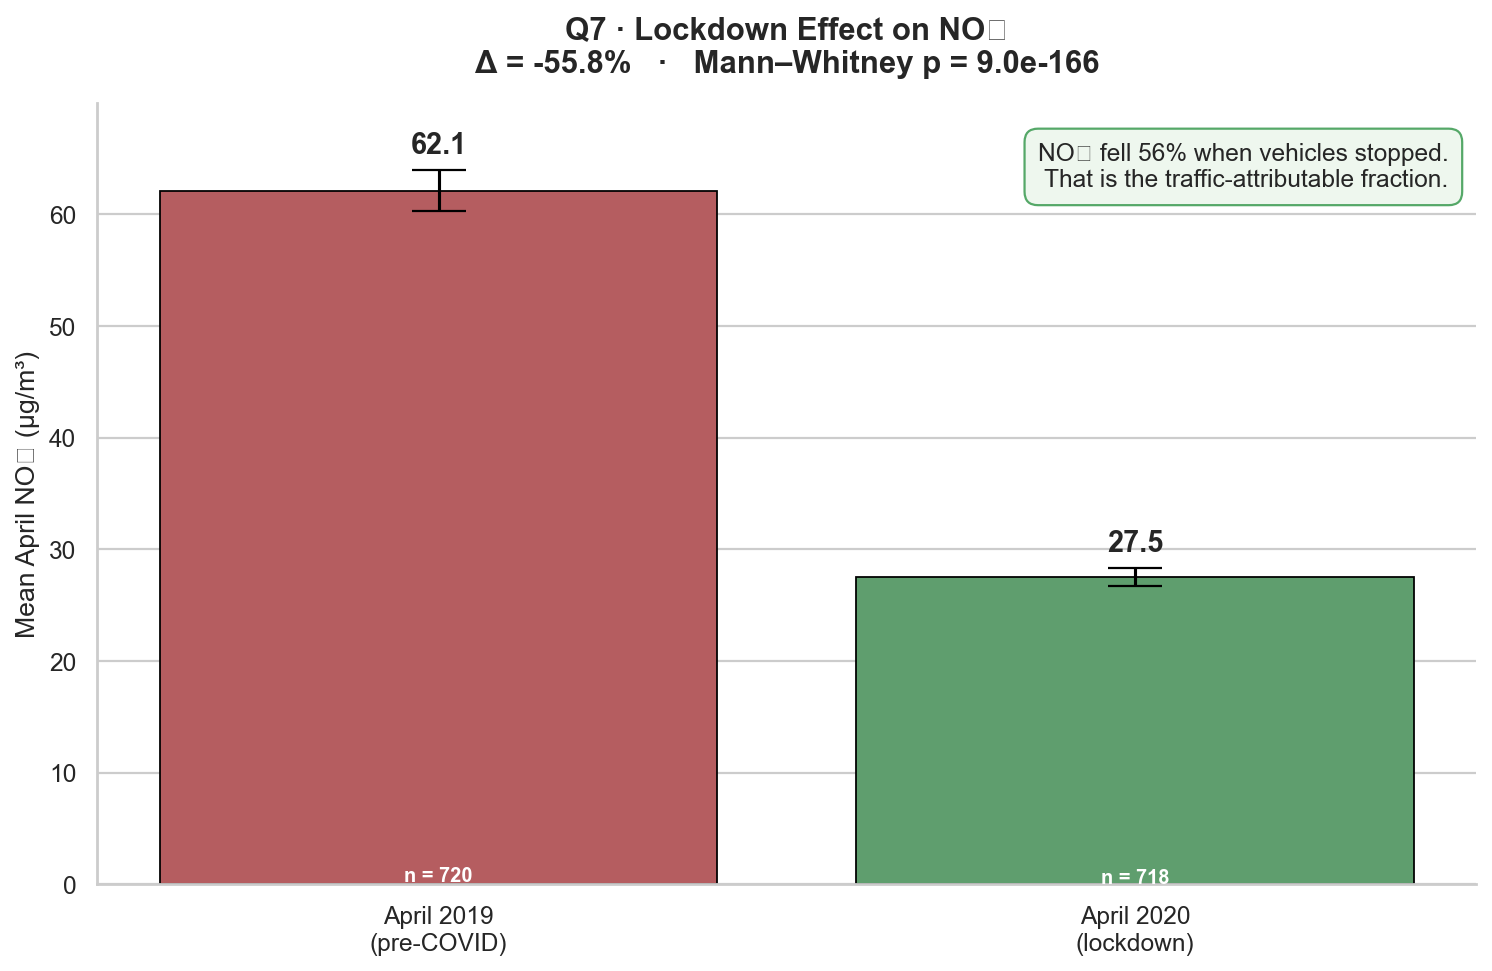 Q7 · Lockdown Effect on NO□
Δ = -55.8% · Mann–Whitney p = 9.0e-166
NO□ fell 56% when vehicles stopped.
That is the traffic-attributable fraction.
Mean April NO□ (µg/m³)
60
50
40
30
20
10
0
62.1
27.5
n = 720
n = 718
April 2019
(pre-COVID)
April 2020
(lockdown)